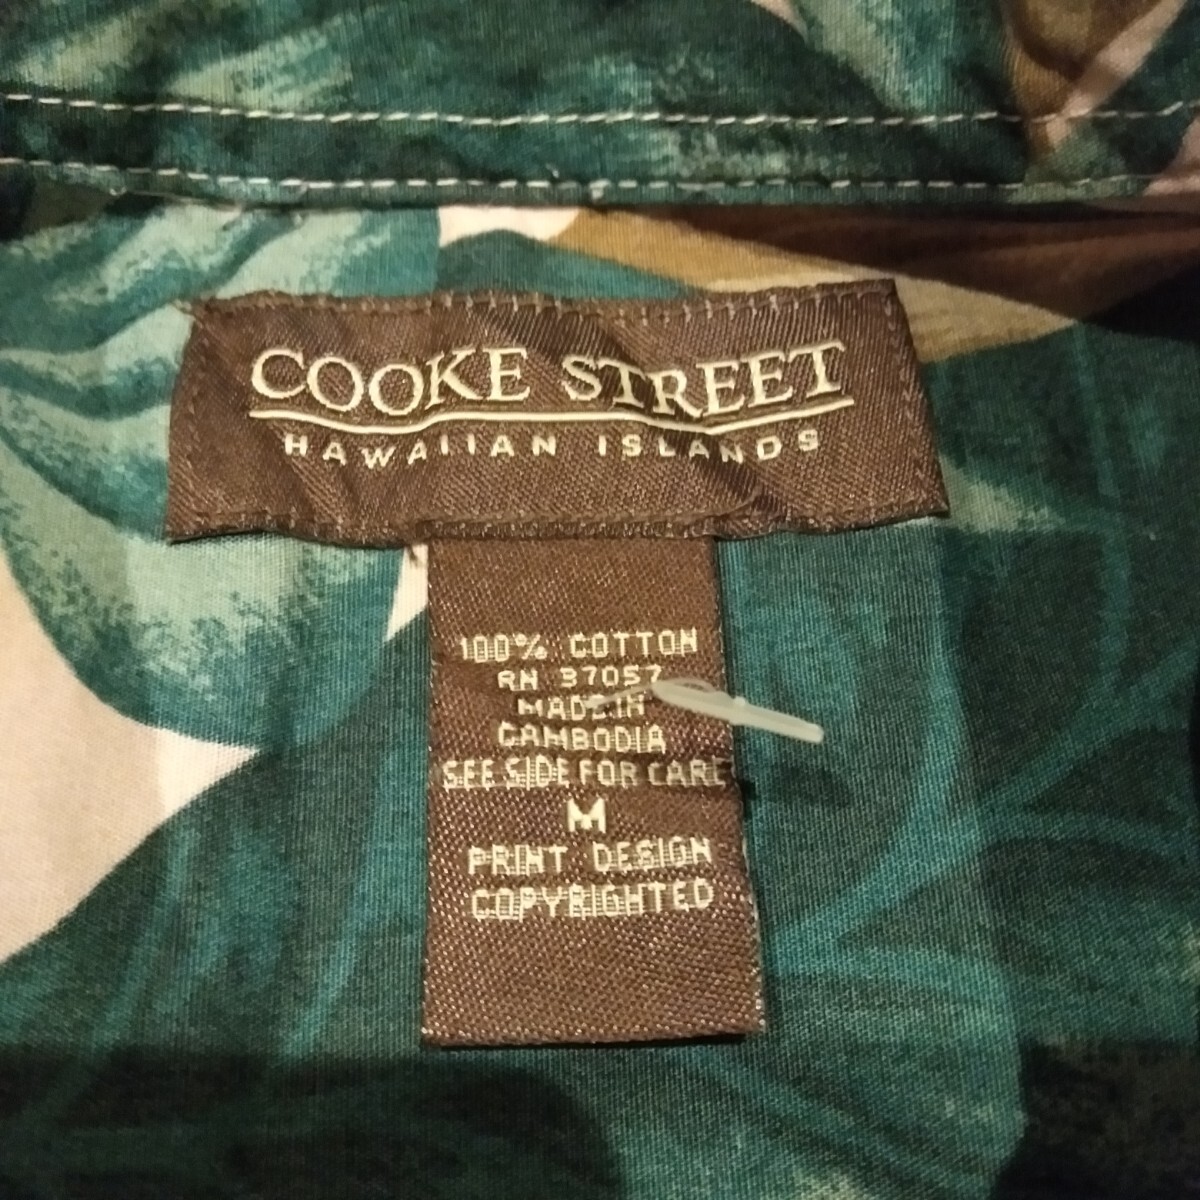 COOKE STREET
HAWAIIAN ISLANDS
100% COTTON
RN 37057
MADE IN
CAMBODIA
SEE SIDE FOR CARE
M
PRINT DESIGN
COPYRIGHTED